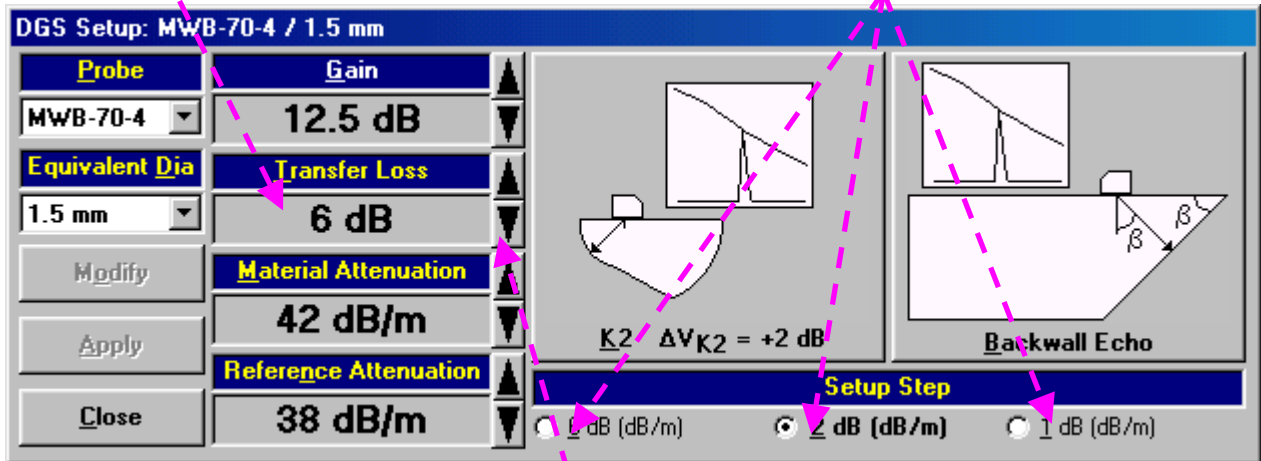 DGS Setup: MWB-70-4 / 1.5 mm
Probe
MWB-70-4
Equivalent Dia
1.5 mm
Modify
Apply
Close
Gain
12.5 dB
Transfer Loss
6 dB
Material Attenuation
42 dB/m
Reference Attenuation
38 dB/m
K2 ΔVK2 = +2 dB
β
β
Backwall Echo
Setup Step
6 dB (dB/m) 2 dB (dB/m) 1 dB (dB/m)